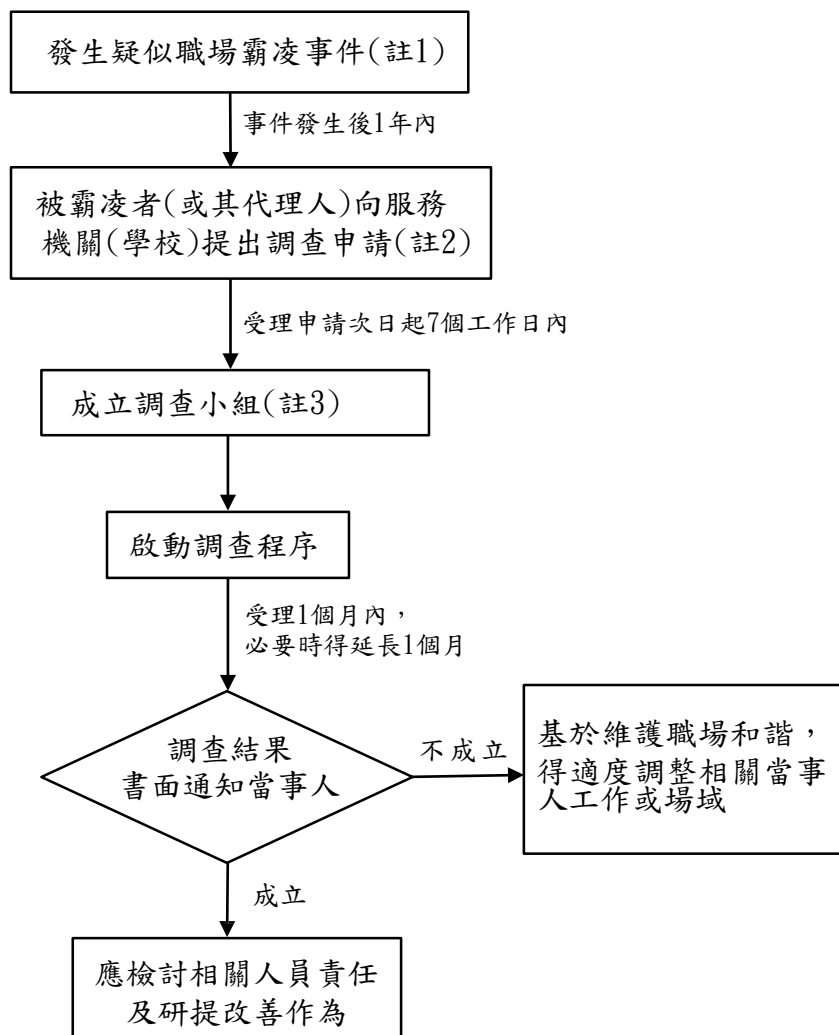 發生疑似職場霸凌事件(註1)
事件發生後1年內
被霸凌者(或其代理人)向服務
機關(學校)提出調查申請(註2)
受理申請次日起7個工作日內
成立調查小組(註3)
啟動調查程序
受理1個月內，
必要時得延長1個月
調查結果
書面通知當事人
不成立
基於維護職場和諧，
得適度調整相關當事
人工作或場域
成立
應檢討相關人員責任
及研提改善作為